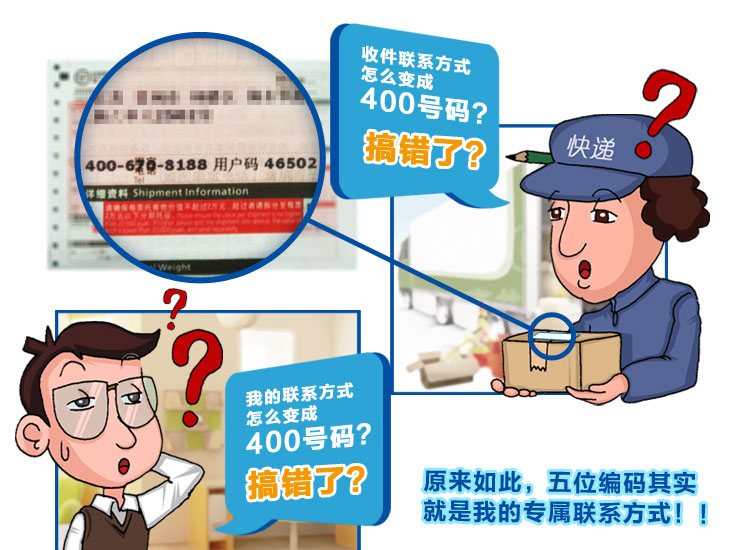 收件联系方式
怎么变成
400号码？
搞错了？
快递
400-670-8188 用户码 46502
Tel
详细资料 Shipment Information
Weight
我的联系方式
怎么变成
400号码？
搞错了？
原来如此，五位编码其实
就是我的专属联系方式！！